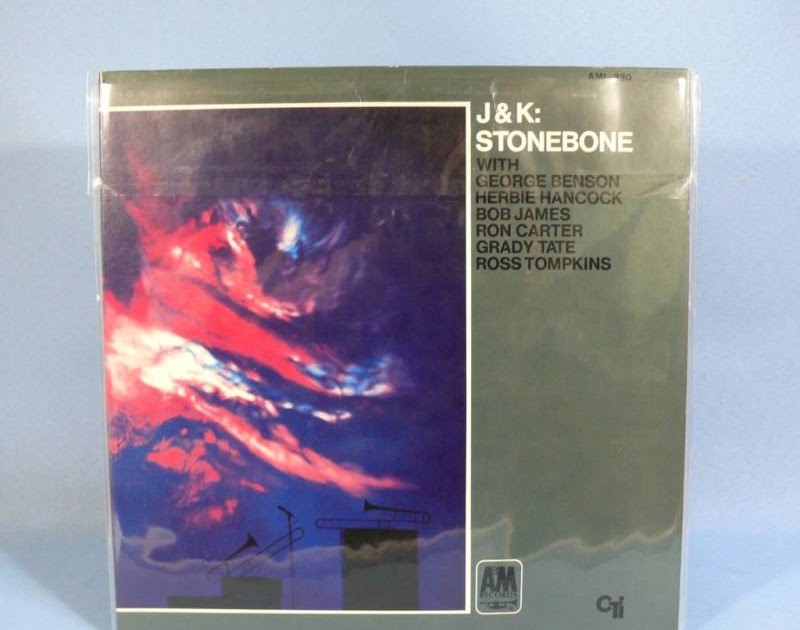 J & K:
STONEBONE
WITH
GEORGE BENSON
HERBIE HANCOCK
BOB JAMES
RON CARTER
GRADY TATE
ROSS TOMPKINS
A&M
RECORDS
CTi